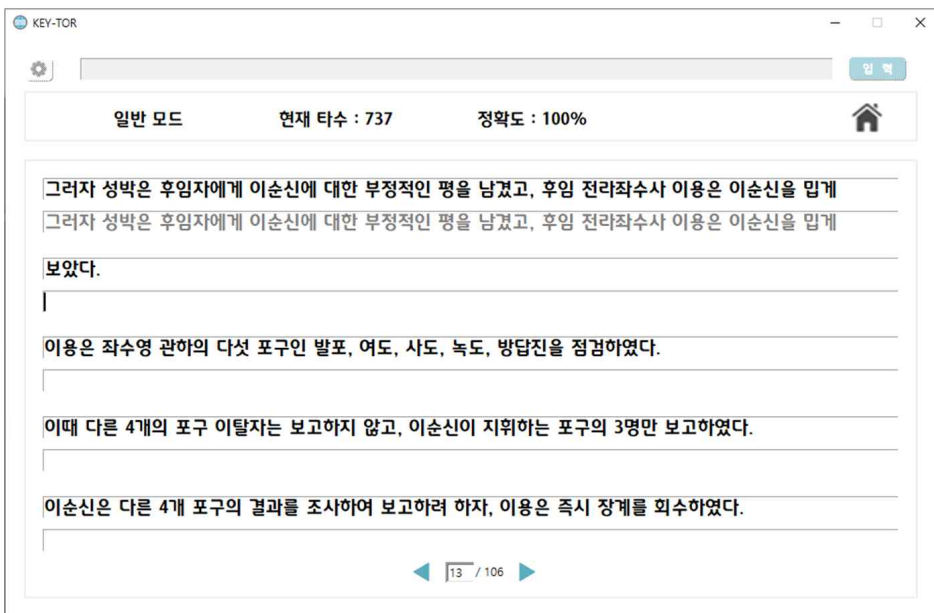 KEY-TOR
입 력
일반 모드 현재 타수 : 737 정확도 : 100%
그러자 성박은 후임자에게 이순신에 대한 부정적인 평을 남겼고, 후임 전라좌수사 이용은 이순신을 밉게
그러자 성박은 후임자에게 이순신에 대한 부정적인 평을 남겼고, 후임 전라좌수사 이용은 이순신을 밉게
보았다.
이용은 좌수영 관하의 다섯 포구인 발포, 여도, 사도, 녹도, 방답진을 점검하였다.
이때 다른 4개의 포구 이탈자는 보고하지 않고, 이순신이 지휘하는 포구의 3명만 보고하였다.
이순신은 다른 4개 포구의 결과를 조사하여 보고하려 하자, 이용은 즉시 장계를 회수하였다.
13 / 106